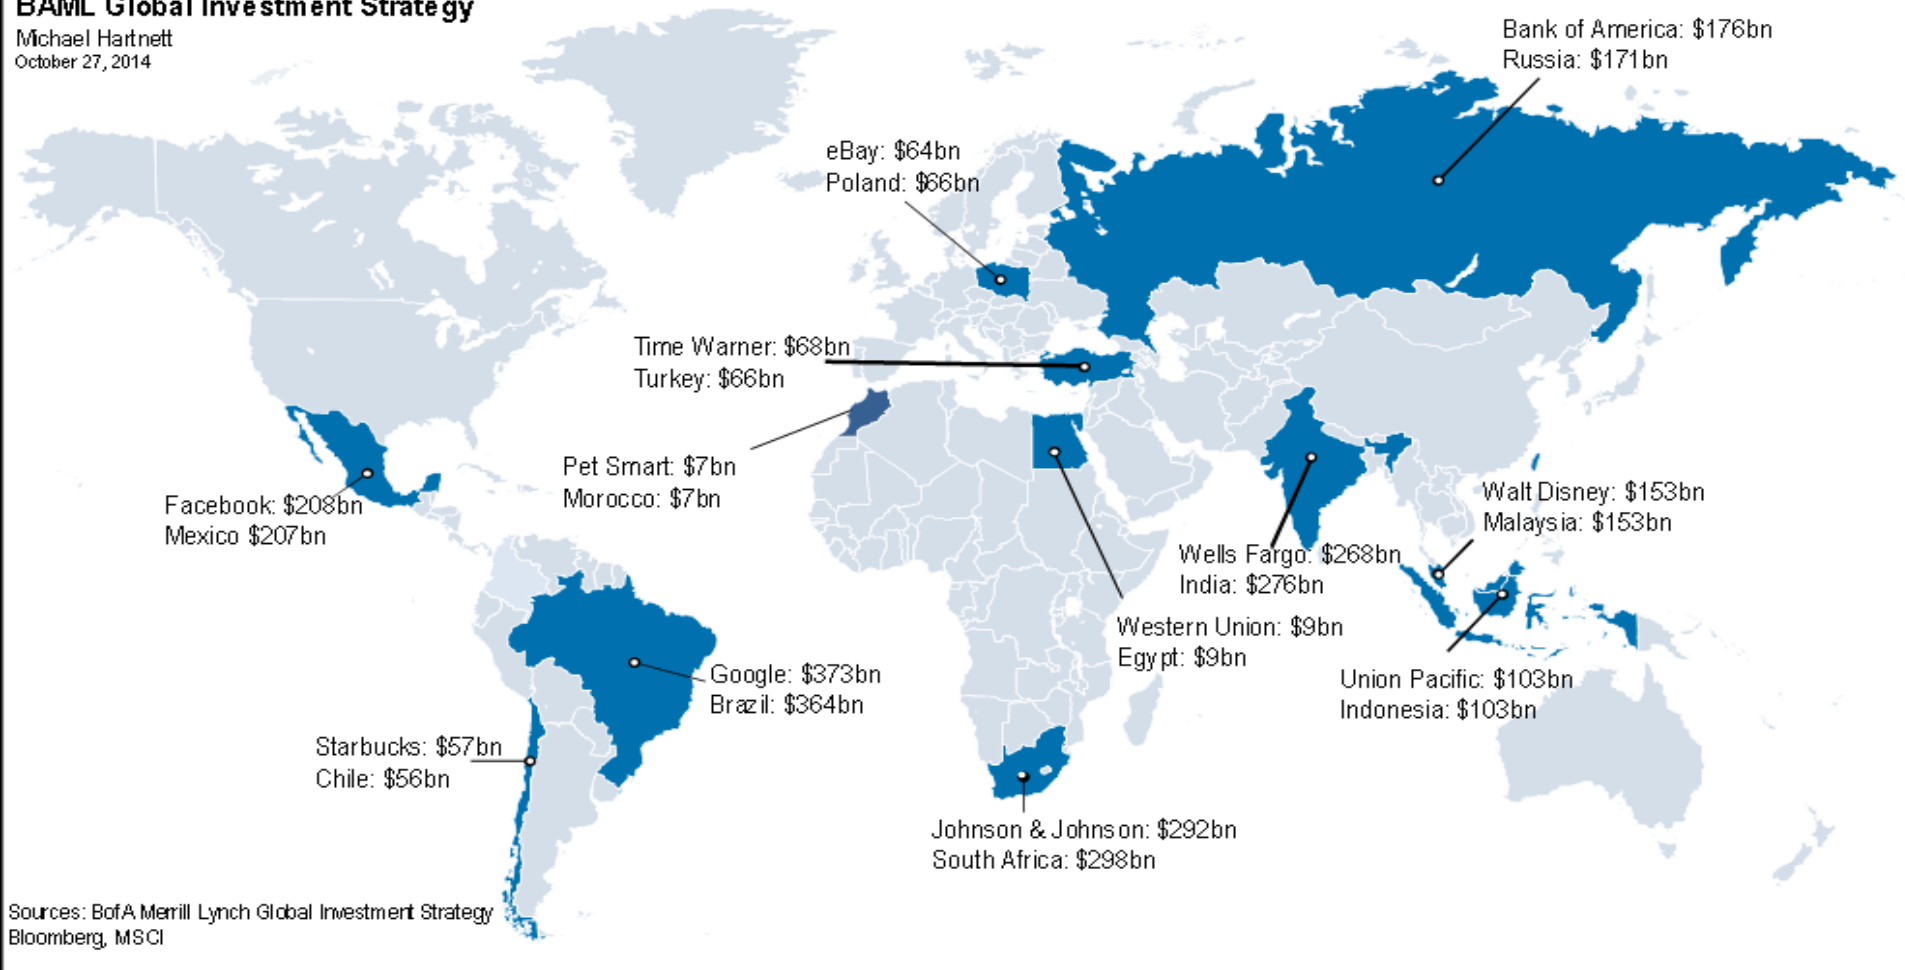 BAML Global Investment Strategy
Michael Hartnett
October 27, 2014
Bank of America: $176bn
Russia: $171bn
eBay: $64bn
Poland: $66bn
Time Warner: $68bn
Turkey: $66bn
Pet Smart: $7bn
Morocco: $7bn
Facebook: $208bn
Mexico $207bn
Walt Disney: $153bn
Malaysia: $153bn
Wells Fargo: $268bn
India: $276bn
Western Union: $9bn
Egypt: $9bn
Union Pacific: $103bn
Indonesia: $103bn
Google: $373bn
Brazil: $364bn
Starbucks: $57bn
Chile: $56bn
Johnson & Johnson: $292bn
South Africa: $298bn
Sources: BofA Merrill Lynch Global Investment Strategy
Bloomberg, MSCI